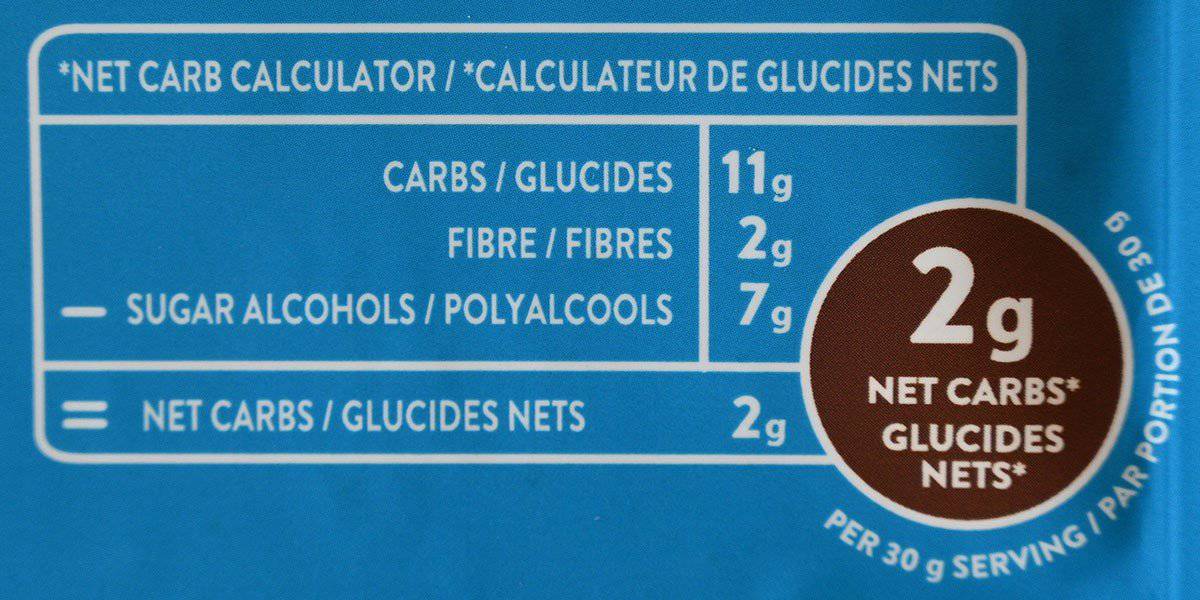 *NET CARB CALCULATOR / *CALCULATEUR DE GLUCIDES NETS
CARBS / GLUCIDES 11g
FIBRE / FIBRES 2g
− SUGAR ALCOHOLS / POLYALCOOLS 7g
= NET CARBS / GLUCIDES NETS 2g
2g
NET CARBS*
GLUCIDES
NETS*
PER 30 g SERVING / PAR PORTION DE 30 g